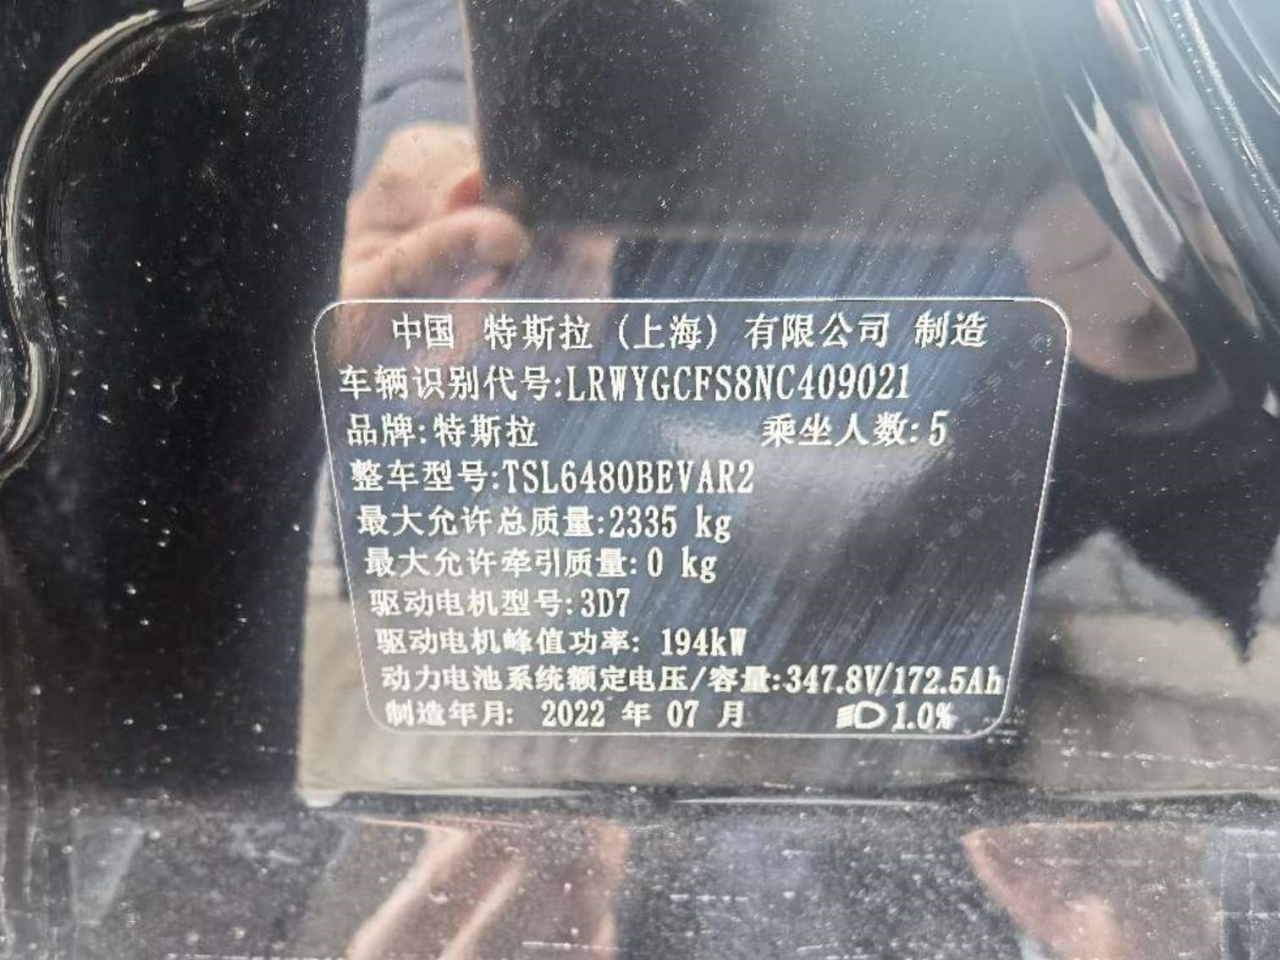 中国 特斯拉 (上海) 有限公司 制造
车辆识别代号:LRWYGCFS8NC409021
品牌:特斯拉 乘坐人数:5
整车型号:TSL6480BEVAR2
最大允许总质量:2335 kg
最大允许牵引质量:0 kg
驱动电机型号:3D7
驱动电机峰值功率: 194kW
动力电池系统额定电压/容量:347.8V/172.5Ah
制造年月: 2022 年 07 月 1.0%